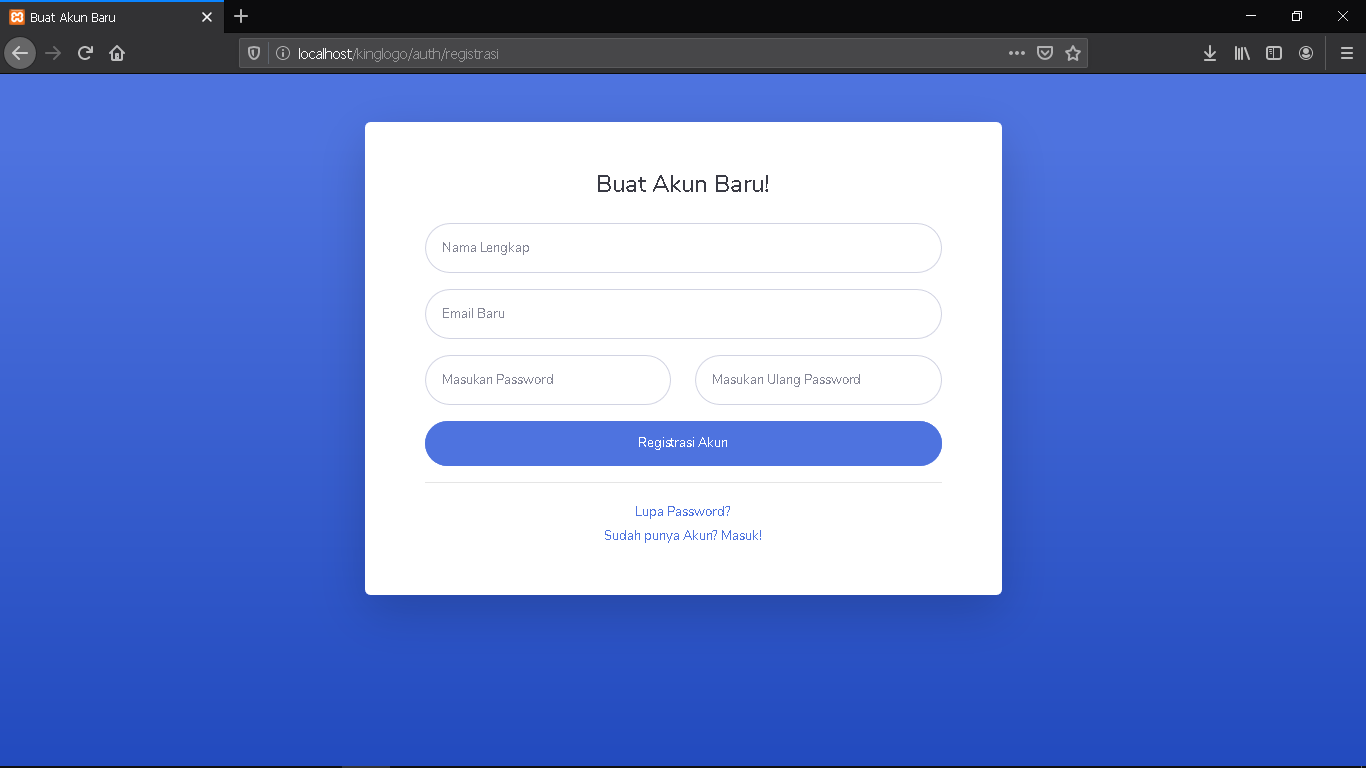 Buat Akun Baru
localhost/kinglogo/auth/registrasi
Buat Akun Baru!
Nama Lengkap
Email Baru
Masukan Password
Masukan Ulang Password
Registrasi Akun
Lupa Password?
Sudah punya Akun? Masuk!